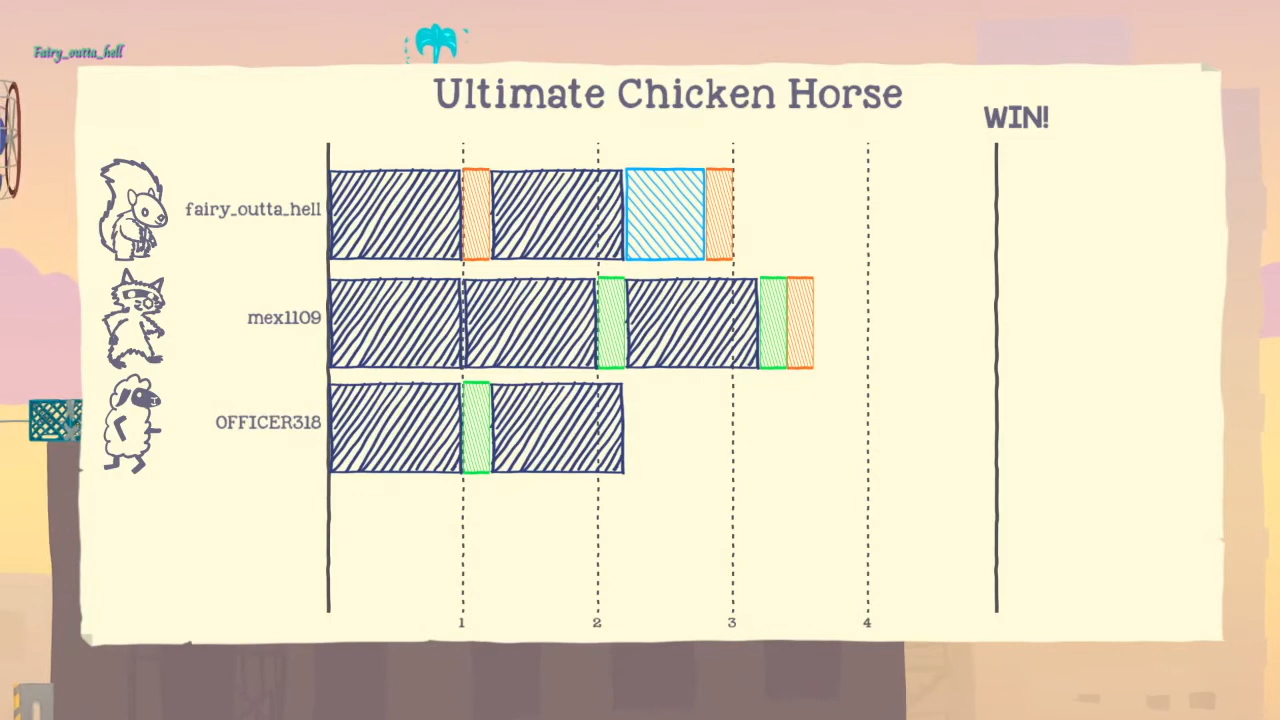 Fairy_outta_hell
Ultimate Chicken Horse
WIN!
fairy_outta_hell
mex1109
OFFICER318
1 2 3 4